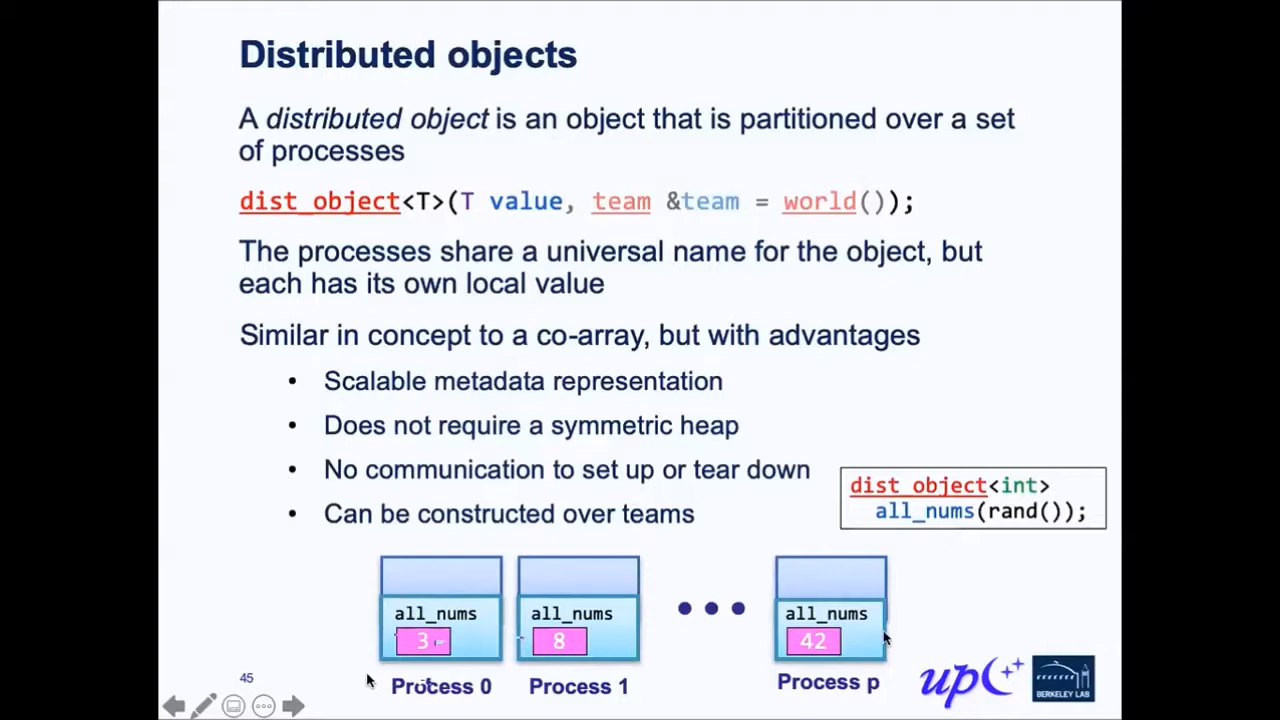 Distributed objects
A distributed object is an object that is partitioned over a set
of processes
dist_object<T>(T value, team &team = world());
The processes share a universal name for the object, but
each has its own local value
Similar in concept to a co-array, but with advantages
• Scalable metadata representation
• Does not require a symmetric heap
• No communication to set up or tear down
• Can be constructed over teams
dist_object<int>
all_nums(rand());
all_nums all_nums all_nums
3 8 42
Process 0 Process 1 Process p
45
upc++
BERKELEY LAB